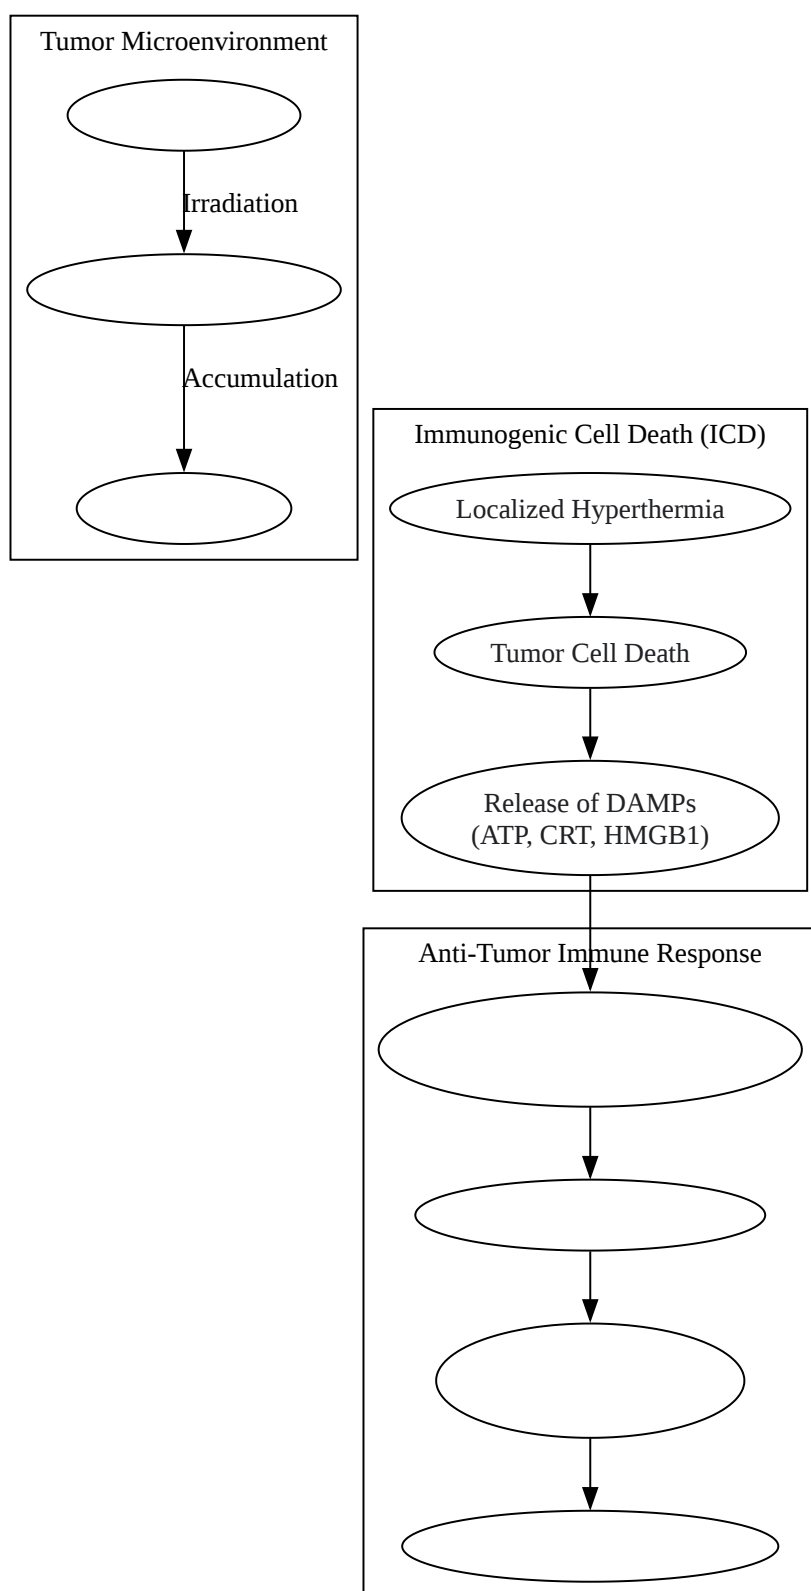 Tumor Microenvironment
Irradiation
Accumulation
Immunogenic Cell Death (ICD)
Localized Hyperthermia
Tumor Cell Death
Release of DAMPs
(ATP, CRT, HMGB1)
Anti-Tumor Immune Response